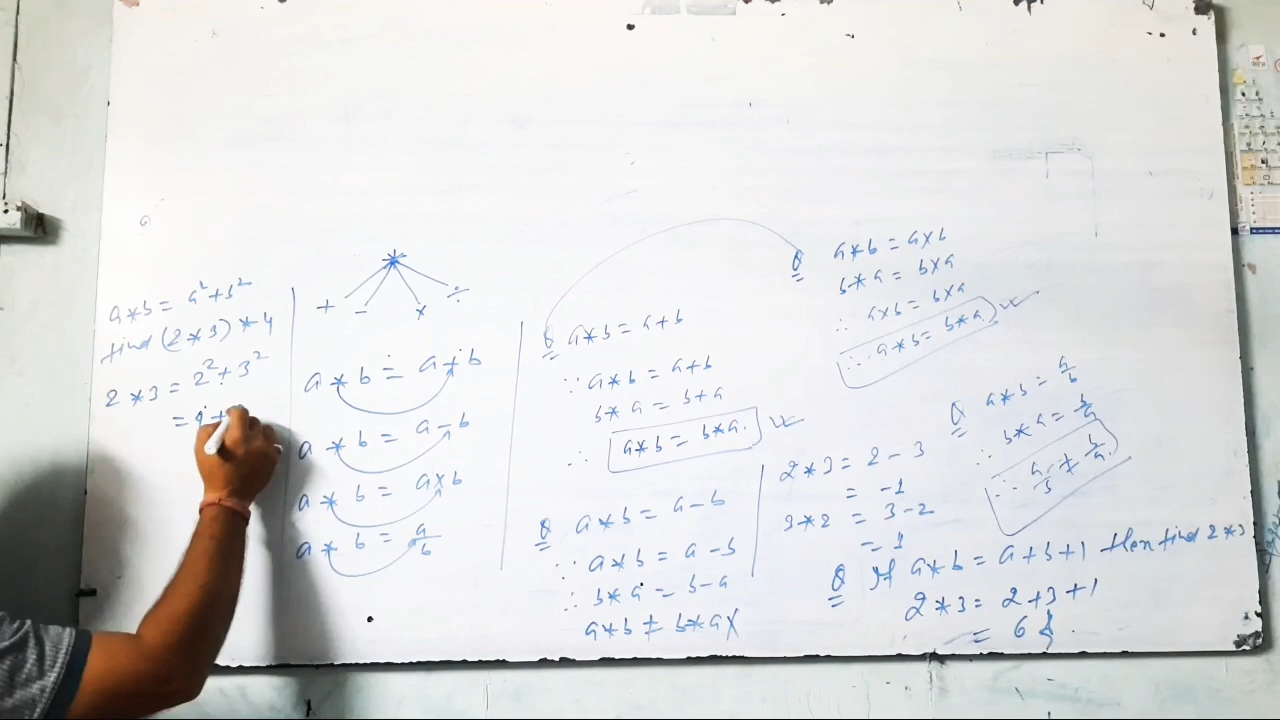 a*b = a²+b²
find (2*3)*4
2*3 = 2²+3²
= 4+
*
+ − × ÷
a*b = a+b
a*b = a−b
a*b = a×b
a*b = a/b
Q a*b = a+b
∵ a*b = a+b
b*a = b+a
∴ a*b = b*a.
Q a*b = a−b
∵ a*b = a−b
∴ b*a = b−a
a*b ≠ b*a X
Q a*b = a×b
b*a = b×a
∴ a×b = b×a
∴ a*b = b*a.
2*3 = 2−3
= −1
3*2 = 3−2
= 1
Q a*b = a/b
∴ b*a = b/a
∴ a/b ≠ b/a.
Q If a*b = a+b+1 then find 2*3
2*3 = 2+3+1
= 6